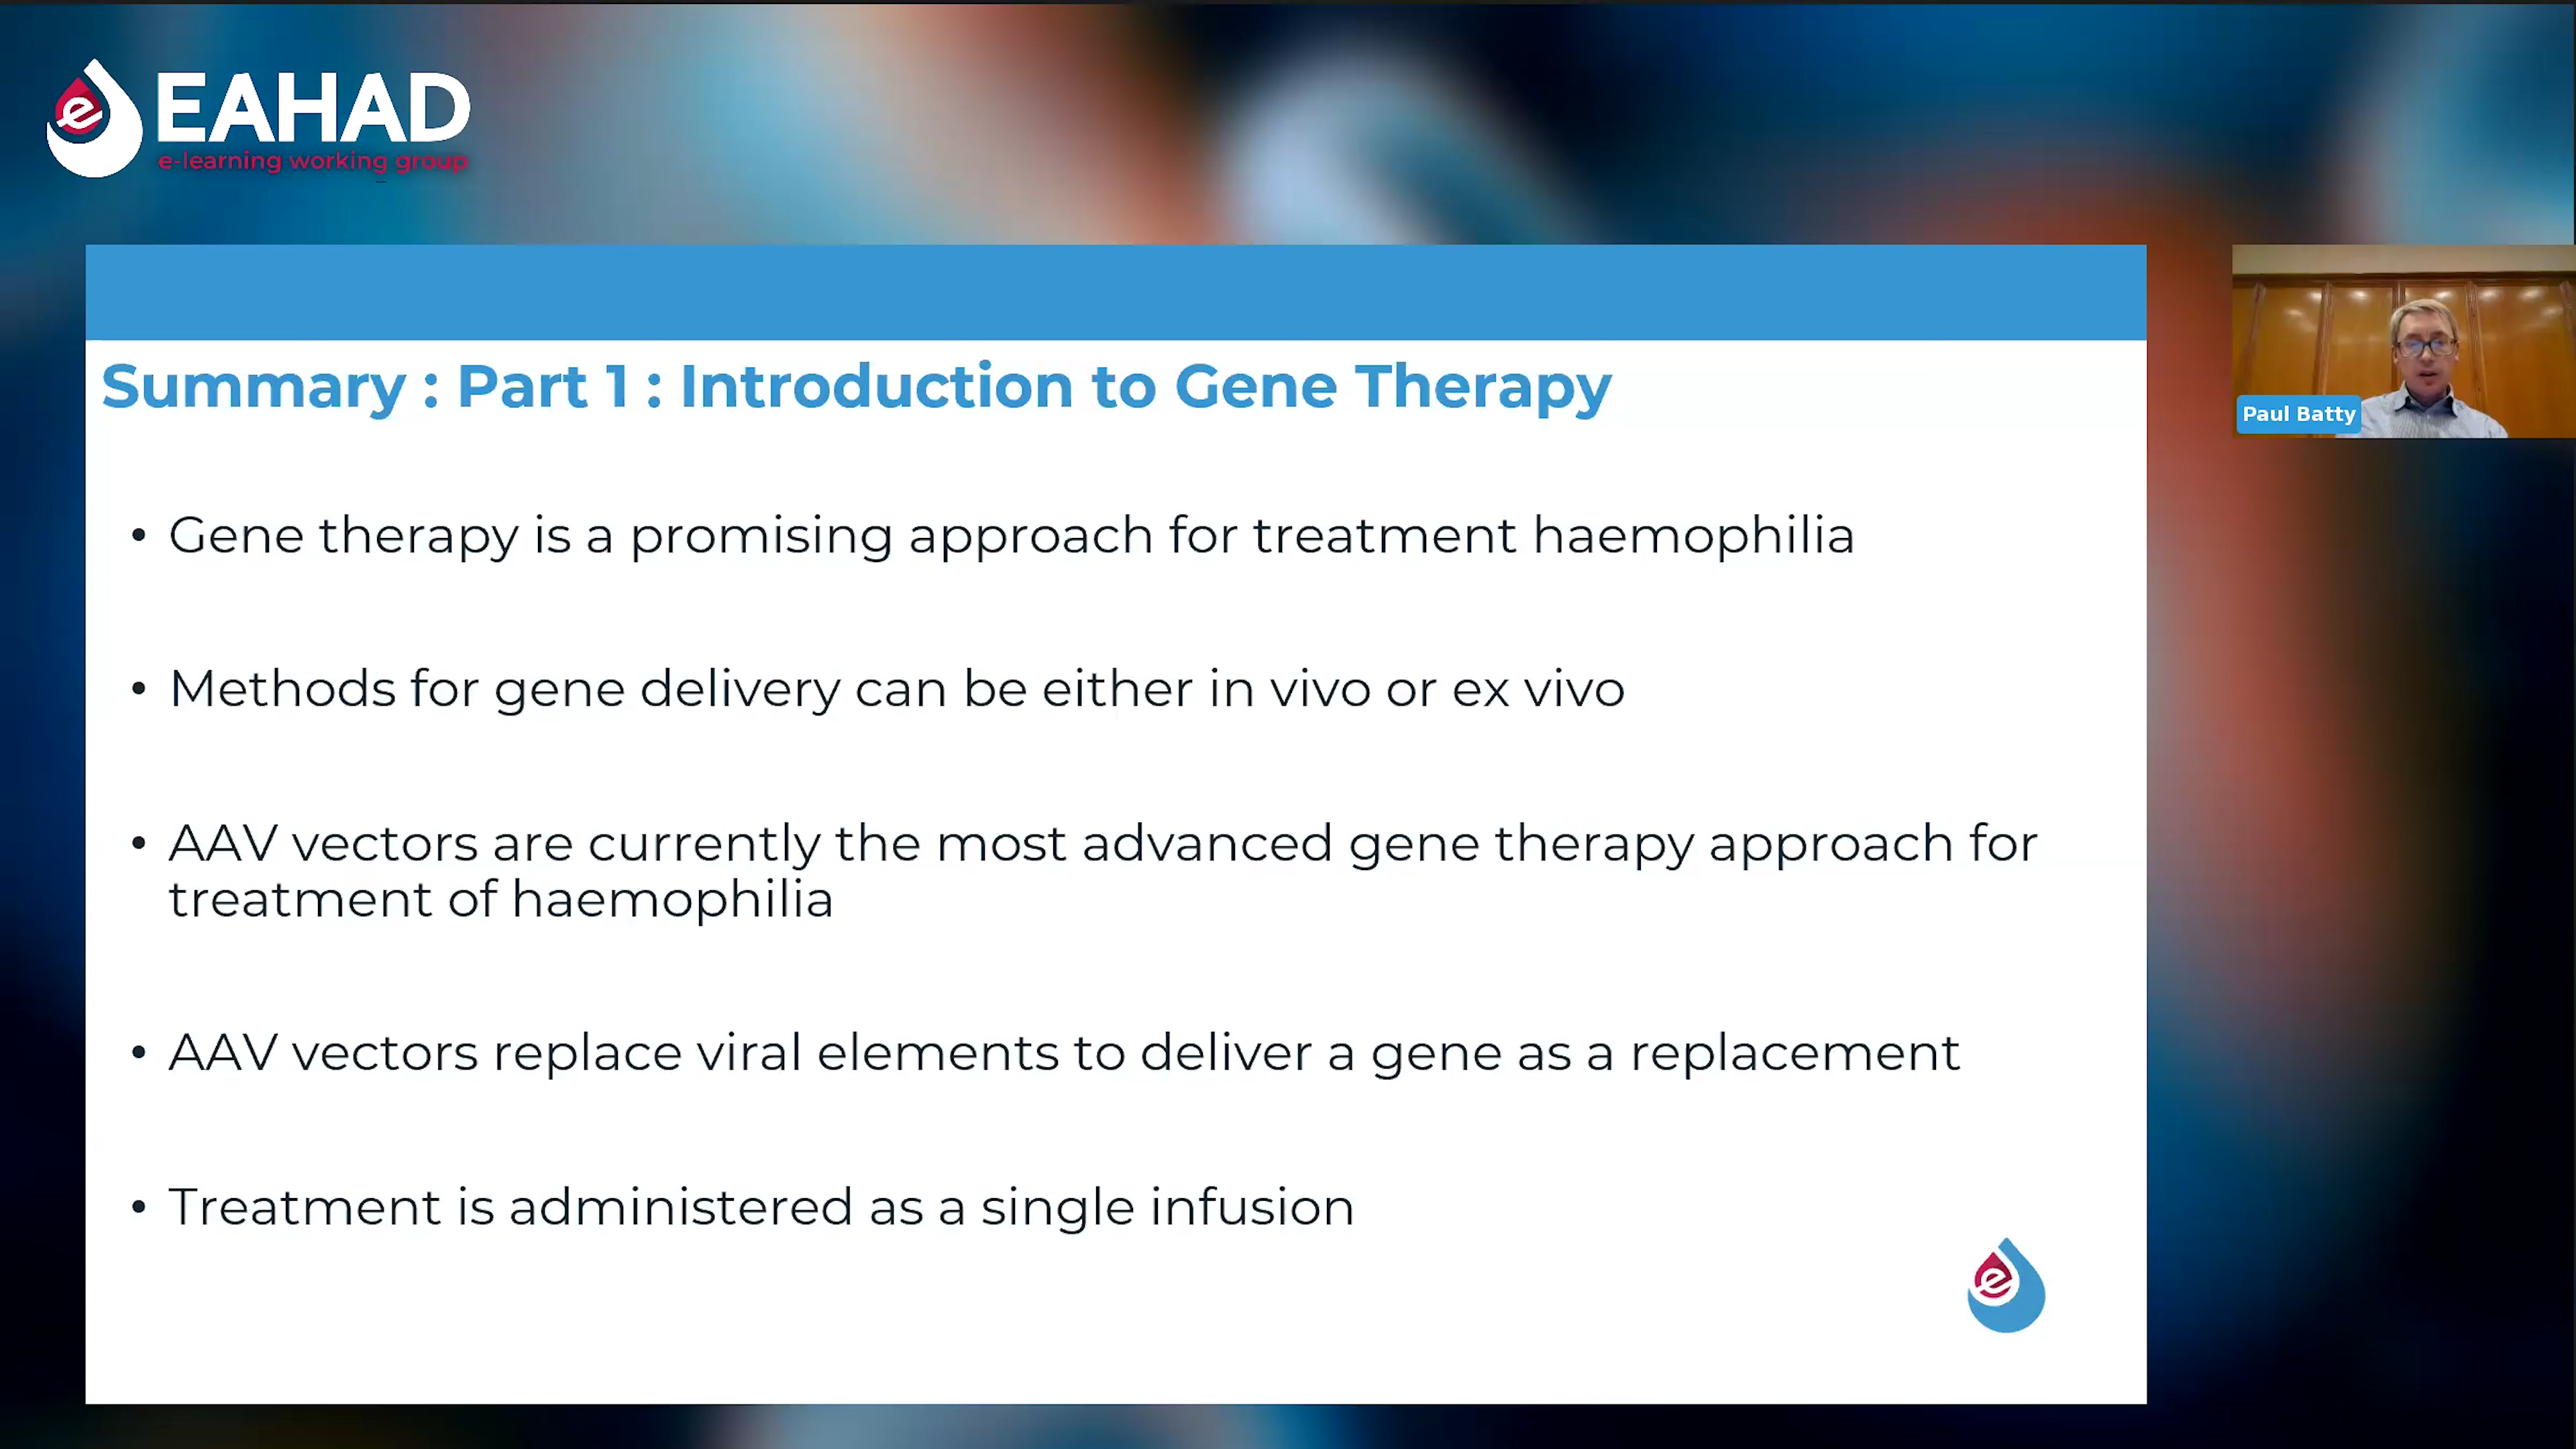 EAHAD
e-learning working group
Summary : Part 1 : Introduction to Gene Therapy
Paul Batty
• Gene therapy is a promising approach for treatment haemophilia
• Methods for gene delivery can be either in vivo or ex vivo
• AAV vectors are currently the most advanced gene therapy approach for
treatment of haemophilia
• AAV vectors replace viral elements to deliver a gene as a replacement
• Treatment is administered as a single infusion